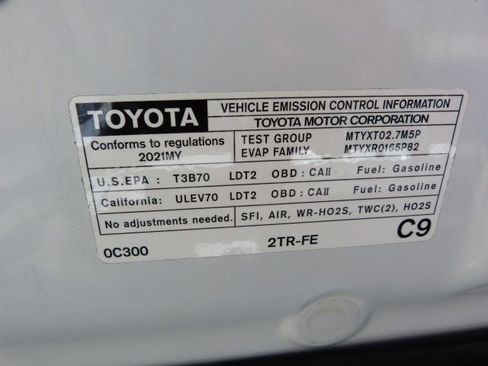 TOYOTA
VEHICLE EMISSION CONTROL INFORMATION
TOYOTA MOTOR CORPORATION
Conforms to regulations
2021MY
TEST GROUP MTYXT02.7M5P
EVAP FAMILY MTYXR0165P82
U.S.EPA : T3B70 LDT2 OBD : CAII Fuel: Gasoline
California: ULEV70 LDT2 OBD : CAII Fuel: Gasoline
No adjustments needed.
SFI, AIR, WR-HO2S, TWC(2), HO2S
0C300
2TR-FE
C9